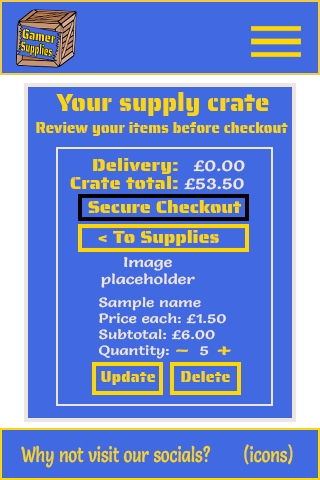 Gamer
Supplies
Your supply crate
Review your items before checkout
Delivery: £0.00
Crate total: £53.50
Secure Checkout
< To Supplies
Image
placeholder
Sample name
Price each: £1.50
Subtotal: £6.00
Quantity: − 5 +
Update Delete
Why not visit our socials? (icons)